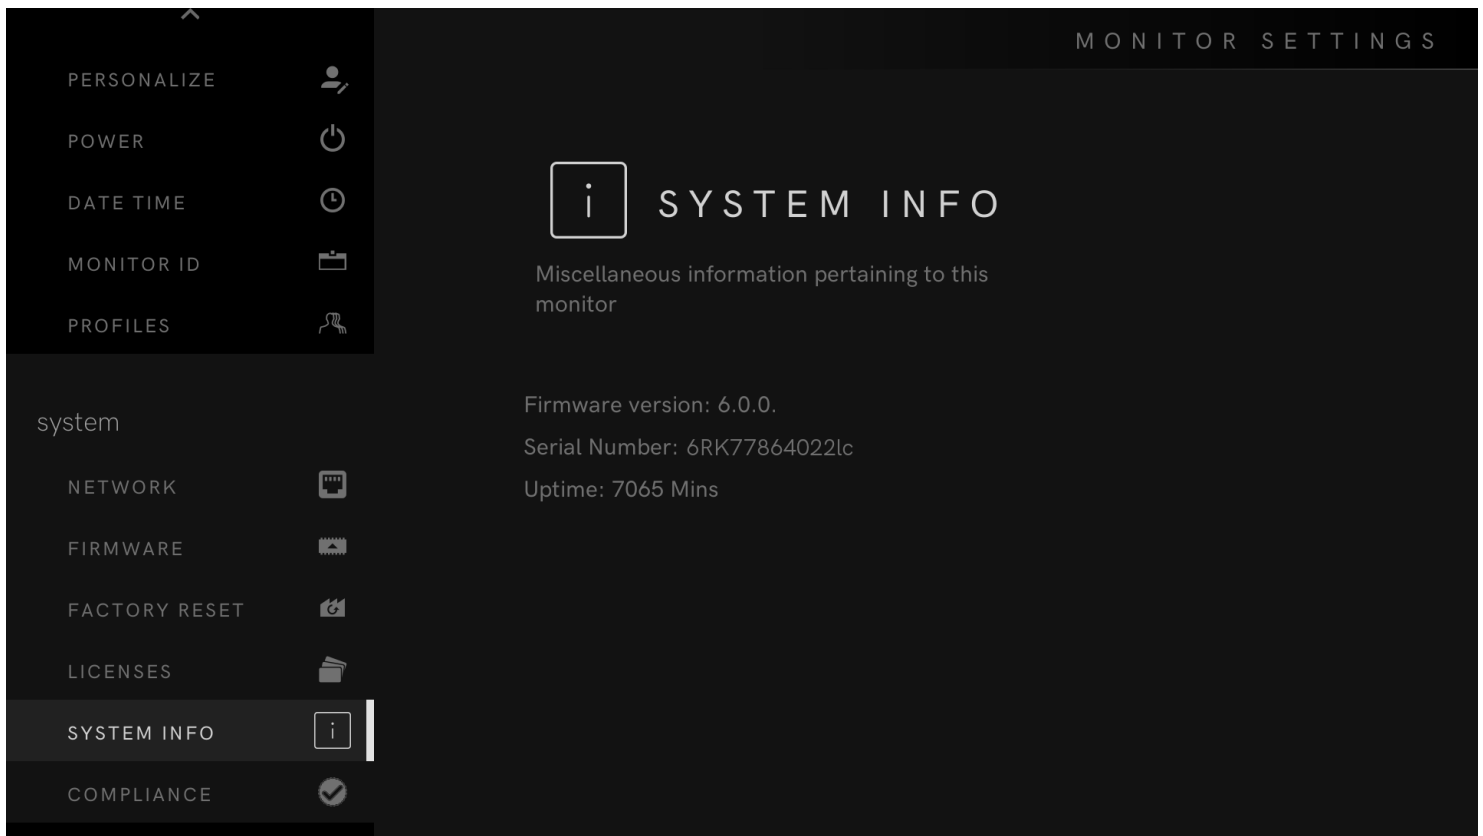 MONITOR SETTINGS
PERSONALIZE
POWER
DATE TIME
MONITOR ID
PROFILES
system
NETWORK
FIRMWARE
FACTORY RESET
LICENSES
SYSTEM INFO
COMPLIANCE
i SYSTEM INFO
Miscellaneous information pertaining to this
monitor
Firmware version: 6.0.0.
Serial Number: 6RK77864022lc
Uptime: 7065 Mins